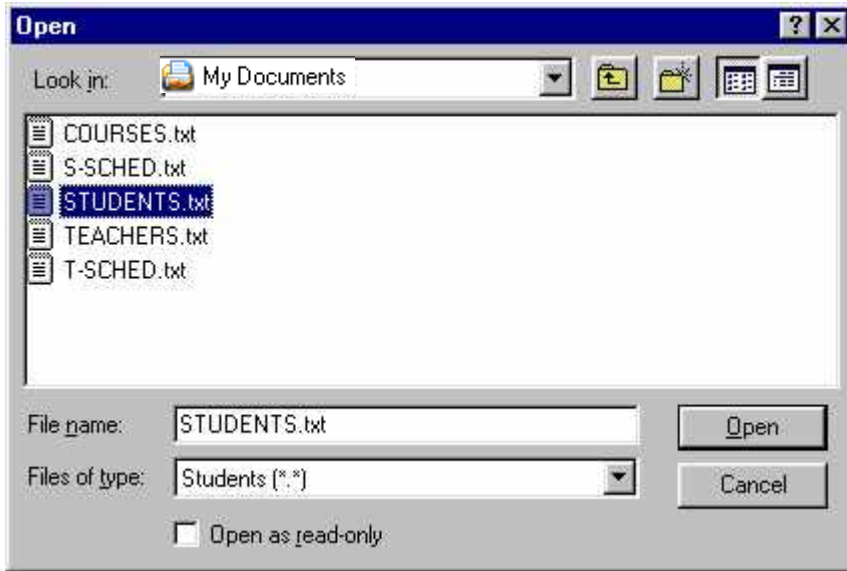 Open
Look in: My Documents
COURSES.txt
S-SCHED.txt
STUDENTS.txt
TEACHERS.txt
T-SCHED.txt
File name: STUDENTS.txt Open
Files of type: Students (*.*) Cancel
Open as read-only